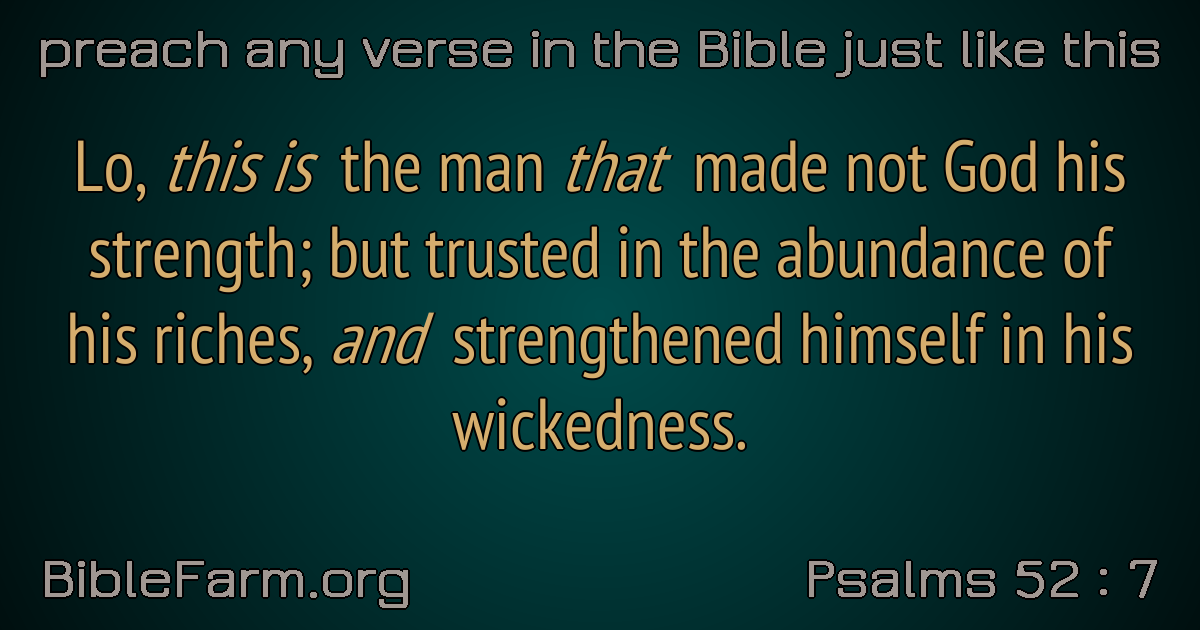 preach any verse in the Bible just like this
Lo, this is the man that made not God his
strength; but trusted in the abundance of
his riches, and strengthened himself in his
wickedness.
BibleFarm.org
Psalms 52 : 7